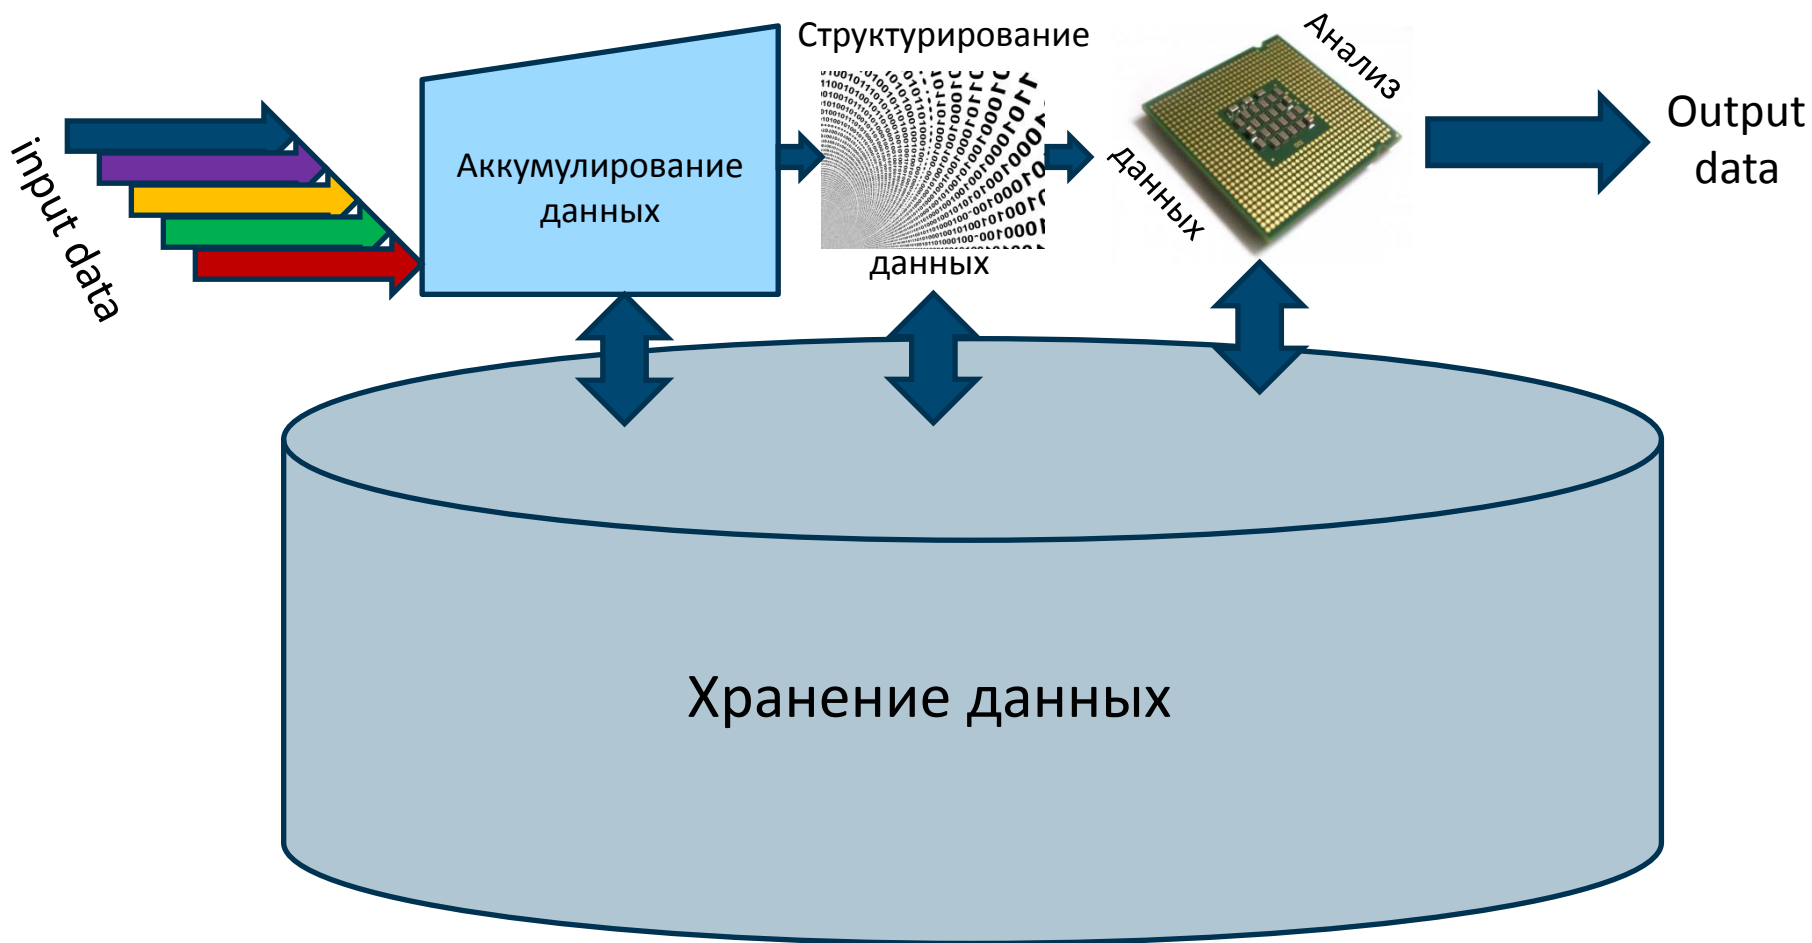 input data
Аккумулирование
данных
Структурирование
данных
Анализ
данных
Output
data
Хранение данных